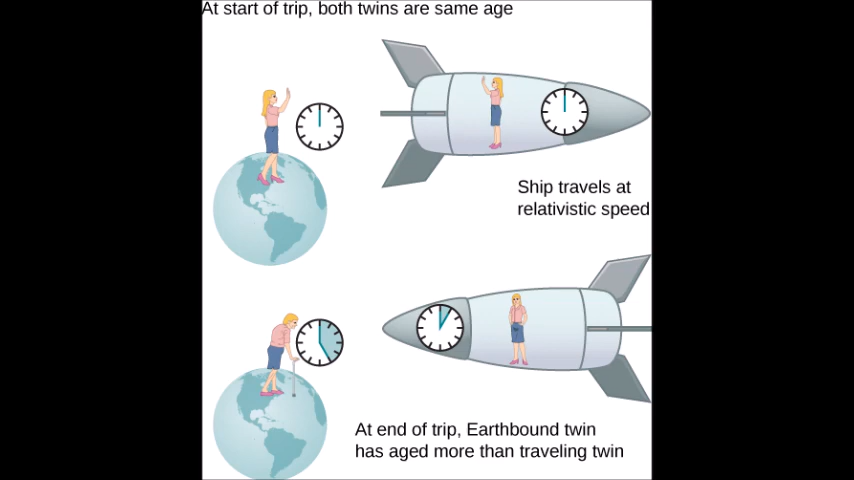 At start of trip, both twins are same age
Ship travels at
relativistic speed
At end of trip, Earthbound twin
has aged more than traveling twin